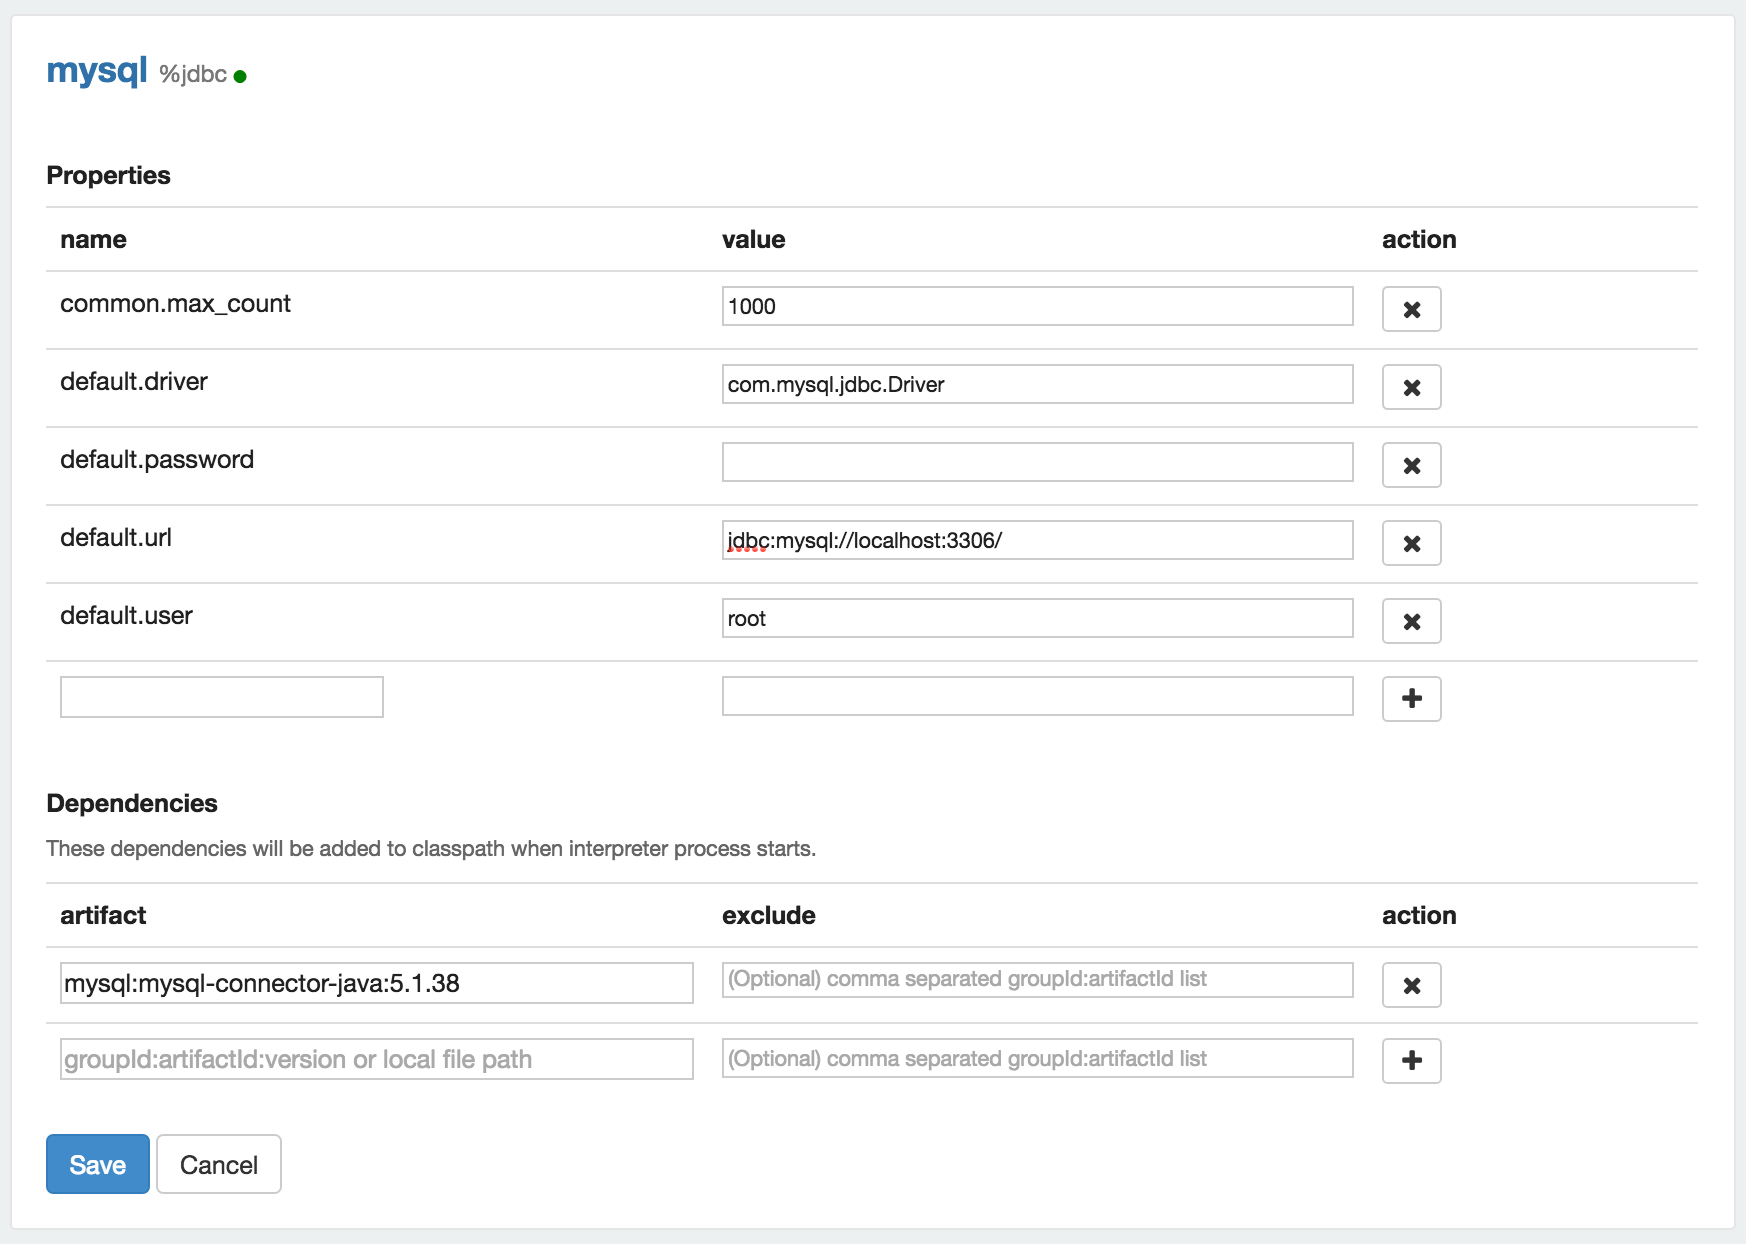 mysql %jdbc
Properties
name value action
common.max_count 1000
default.driver com.mysql.jdbc.Driver
default.password
default.url jdbc:mysql://localhost:3306/
default.user root
Dependencies
These dependencies will be added to classpath when interpreter process starts.
artifact exclude action
mysql:mysql-connector-java:5.1.38 (Optional) comma separated groupId:artifactId list
groupId:artifactId:version or local file path (Optional) comma separated groupId:artifactId list
Save Cancel